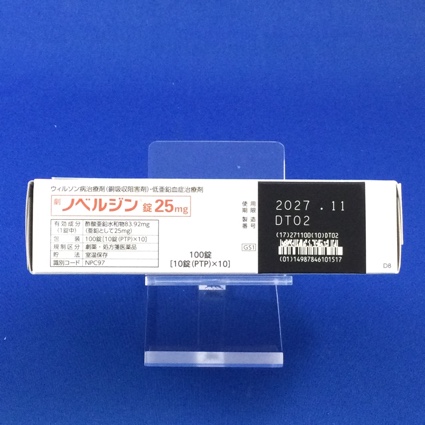 ウィルソン病治療剤(銅吸収阻害剤)・低亜鉛血症治療剤
劇 ノベルジン錠25mg
有効成分(1錠中) 酢酸亜鉛水和物83.92mg(亜鉛として25mg)
包装 100錠[10錠(PTP)×10]
規制区分 劇薬・処方箋医薬品
貯法 室温保存
識別コード NPC97
100錠
[10錠(PTP)×10]
使用期限
製造番号
GS1
2027.11
DT02
(17)271100(10)DT02
(01)14987846101517
D8